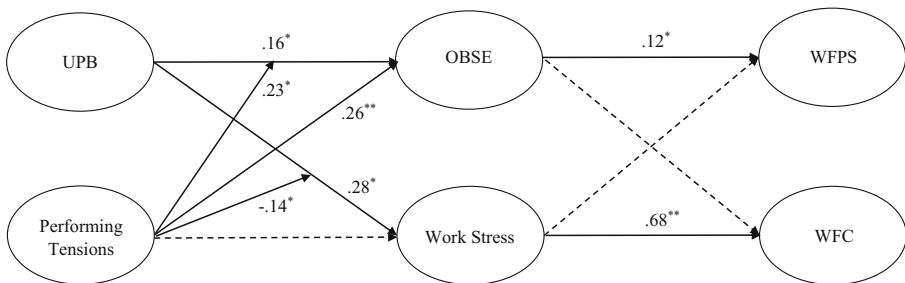 UPB
.16*
OBSE
.12*
WFPS
.23*
.26**
Performing
Tensions
-.14*
.28*
Work Stress
.68**
WFC